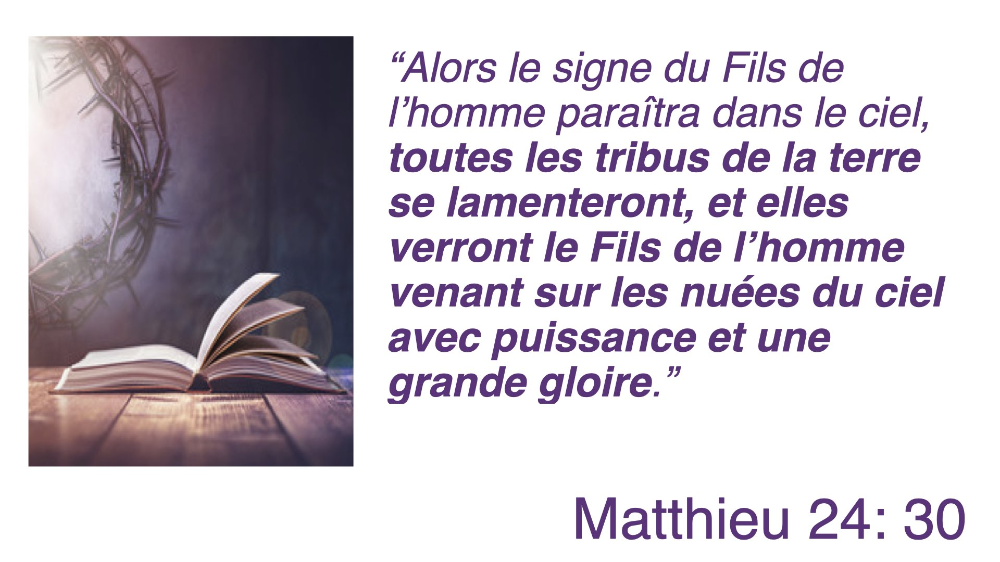 “Alors le signe du Fils de
l’homme paraîtra dans le ciel,
toutes les tribus de la terre
se lamenteront, et elles
verront le Fils de l’homme
venant sur les nuées du ciel
avec puissance et une
grande gloire.”
Matthieu 24: 30